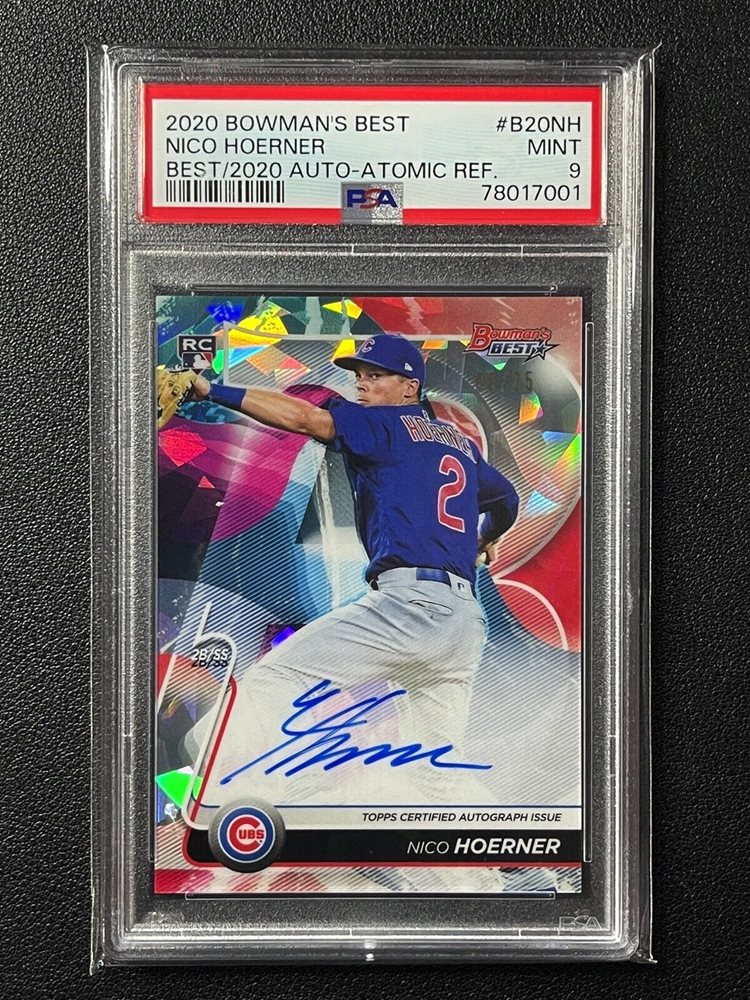 2020 BOWMAN'S BEST #B20NH
NICO HOERNER MINT
BEST/2020 AUTO-ATOMIC REF. 9
PSA 78017001
RC
Bowman's
BEST
C
HOERNER
2
2B/SS
TOPPS CERTIFIED AUTOGRAPH ISSUE
CUBS
NICO HOERNER
PSA